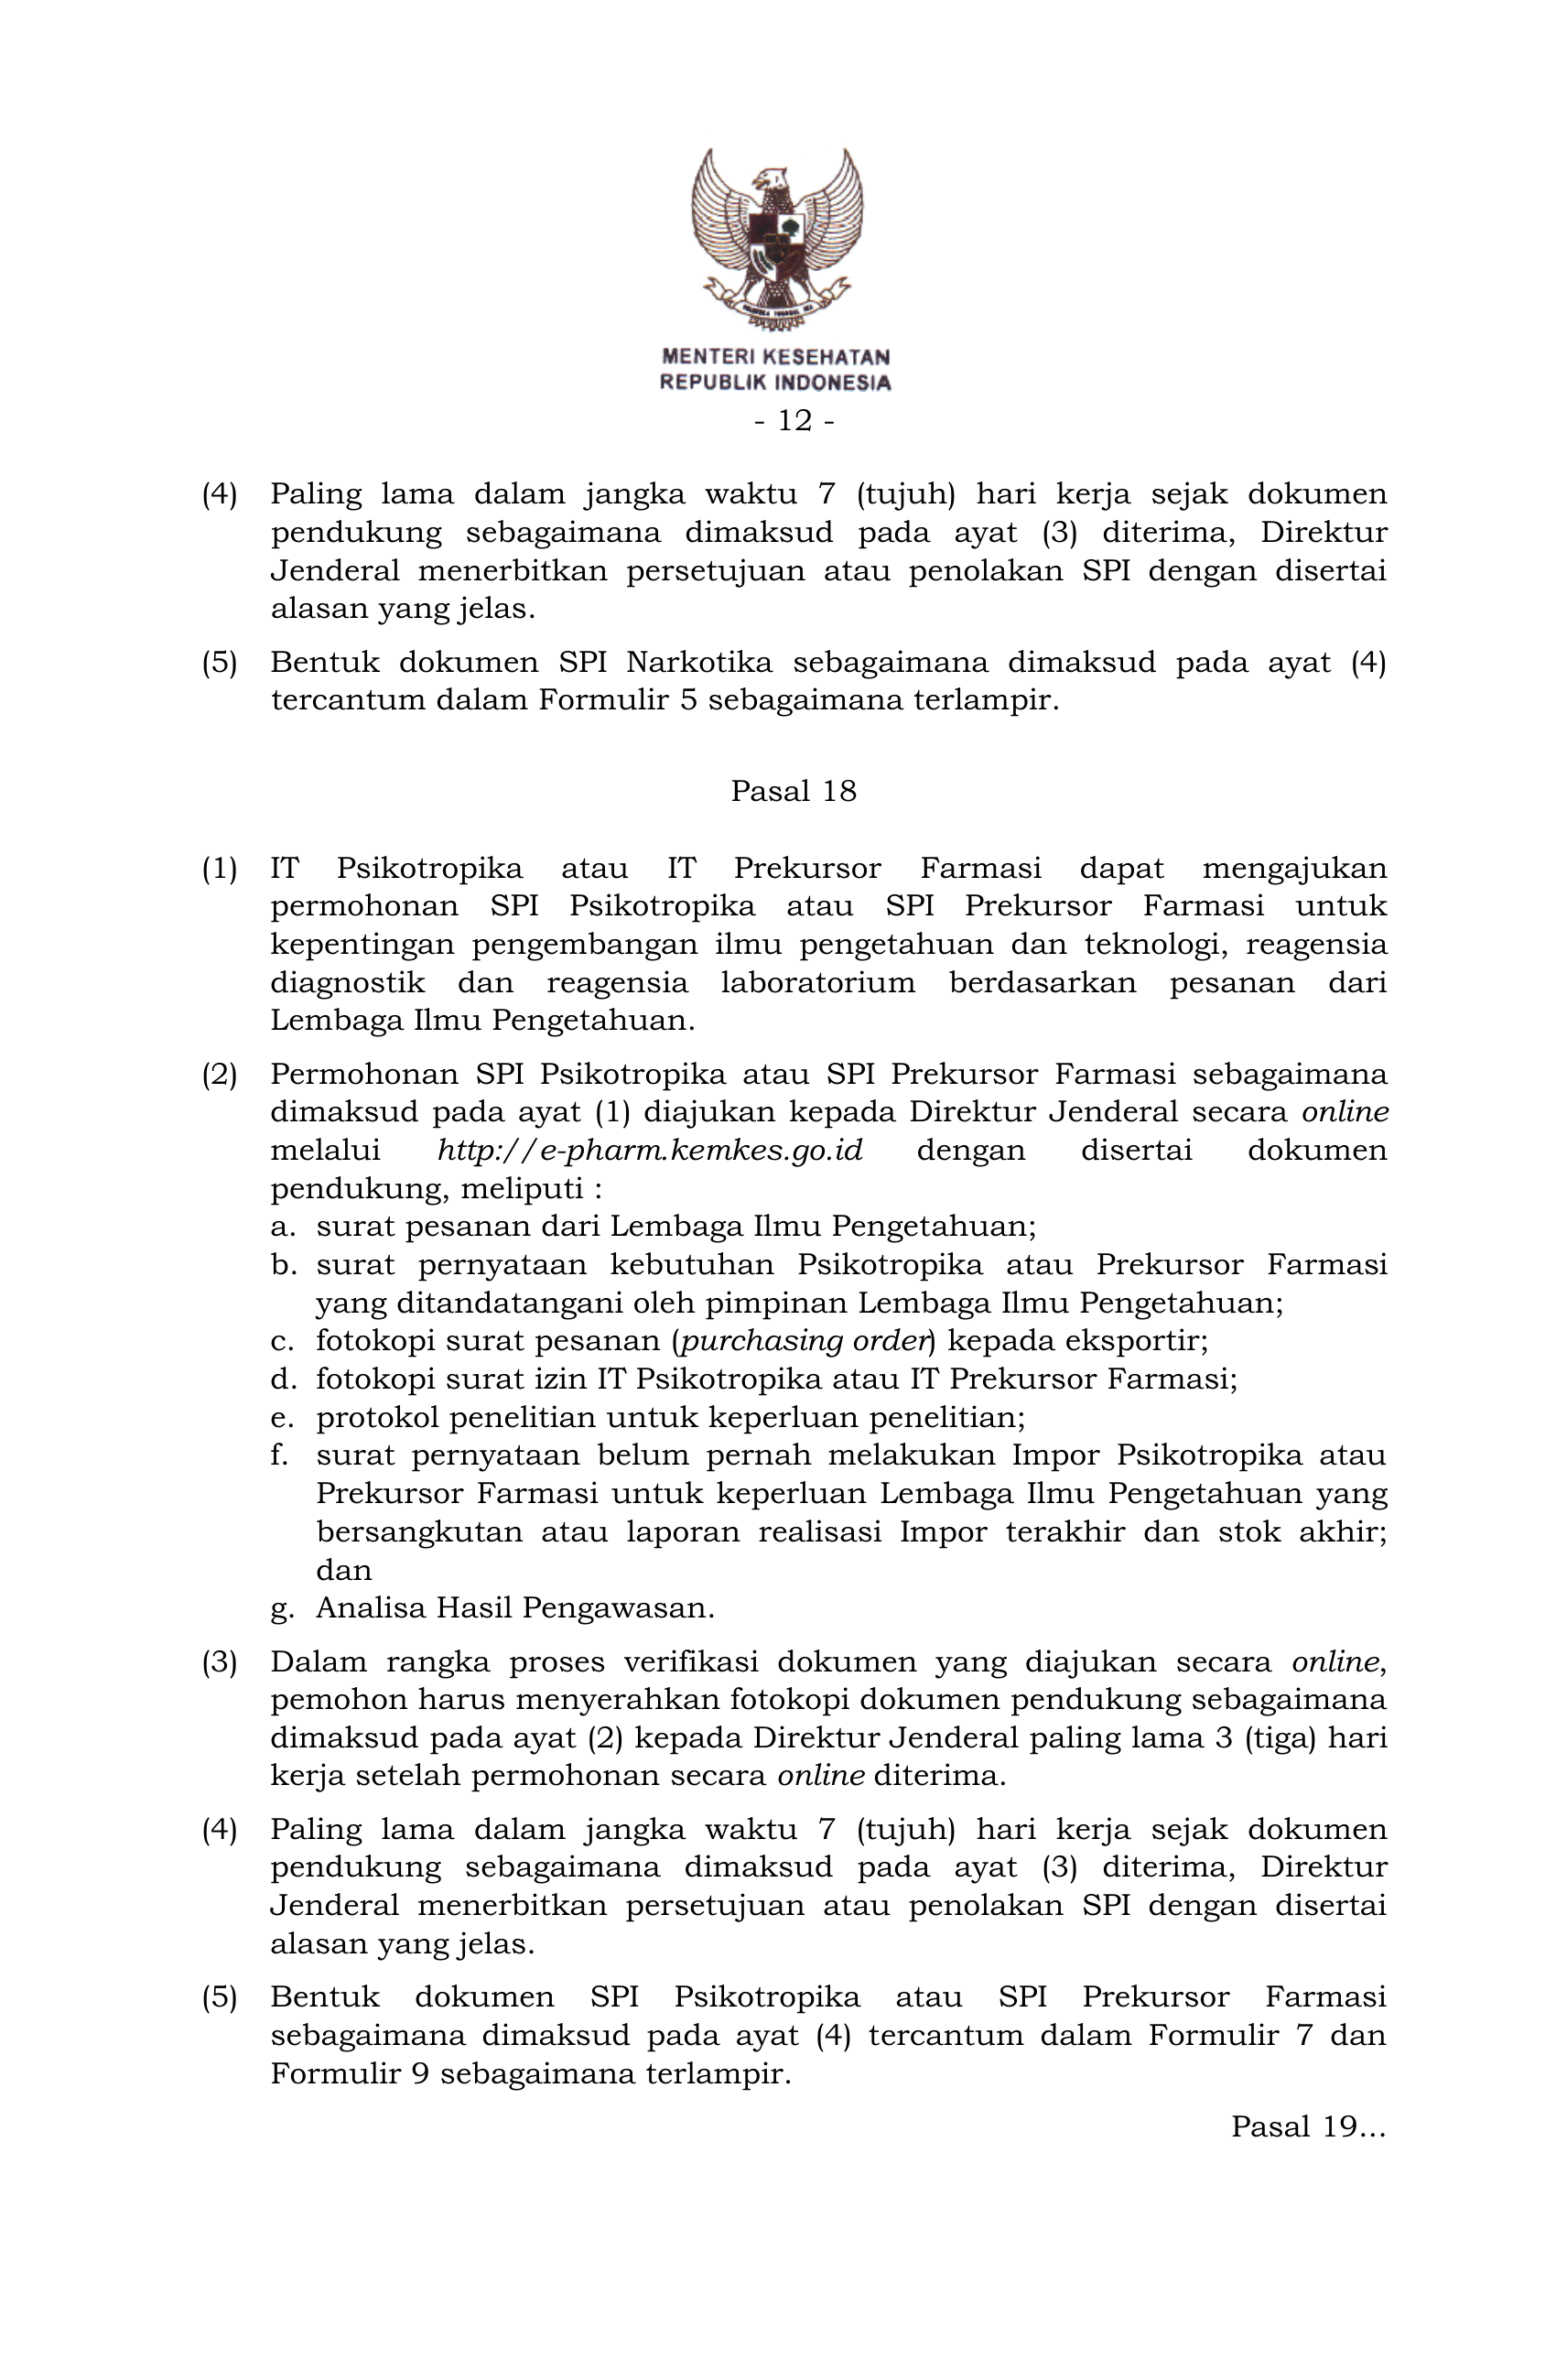 MENTERI KESEHATAN
REPUBLIK INDONESIA
- 12 -
(4) Paling lama dalam jangka waktu 7 (tujuh) hari kerja sejak dokumen
pendukung sebagaimana dimaksud pada ayat (3) diterima, Direktur
Jenderal menerbitkan persetujuan atau penolakan SPI dengan disertai
alasan yang jelas.
(5) Bentuk dokumen SPI Narkotika sebagaimana dimaksud pada ayat (4)
tercantum dalam Formulir 5 sebagaimana terlampir.
Pasal 18
(1) IT Psikotropika atau IT Prekursor Farmasi dapat mengajukan
permohonan SPI Psikotropika atau SPI Prekursor Farmasi untuk
kepentingan pengembangan ilmu pengetahuan dan teknologi, reagensia
diagnostik dan reagensia laboratorium berdasarkan pesanan dari
Lembaga Ilmu Pengetahuan.
(2) Permohonan SPI Psikotropika atau SPI Prekursor Farmasi sebagaimana
dimaksud pada ayat (1) diajukan kepada Direktur Jenderal secara online
melalui http://e-pharm.kemkes.go.id dengan disertai dokumen
pendukung, meliputi :
a. surat pesanan dari Lembaga Ilmu Pengetahuan;
b. surat pernyataan kebutuhan Psikotropika atau Prekursor Farmasi
yang ditandatangani oleh pimpinan Lembaga Ilmu Pengetahuan;
c. fotokopi surat pesanan (purchasing order) kepada eksportir;
d. fotokopi surat izin IT Psikotropika atau IT Prekursor Farmasi;
e. protokol penelitian untuk keperluan penelitian;
f. surat pernyataan belum pernah melakukan Impor Psikotropika atau
Prekursor Farmasi untuk keperluan Lembaga Ilmu Pengetahuan yang
bersangkutan atau laporan realisasi Impor terakhir dan stok akhir;
dan
g. Analisa Hasil Pengawasan.
(3) Dalam rangka proses verifikasi dokumen yang diajukan secara online,
pemohon harus menyerahkan fotokopi dokumen pendukung sebagaimana
dimaksud pada ayat (2) kepada Direktur Jenderal paling lama 3 (tiga) hari
kerja setelah permohonan secara online diterima.
(4) Paling lama dalam jangka waktu 7 (tujuh) hari kerja sejak dokumen
pendukung sebagaimana dimaksud pada ayat (3) diterima, Direktur
Jenderal menerbitkan persetujuan atau penolakan SPI dengan disertai
alasan yang jelas.
(5) Bentuk dokumen SPI Psikotropika atau SPI Prekursor Farmasi
sebagaimana dimaksud pada ayat (4) tercantum dalam Formulir 7 dan
Formulir 9 sebagaimana terlampir.
Pasal 19...